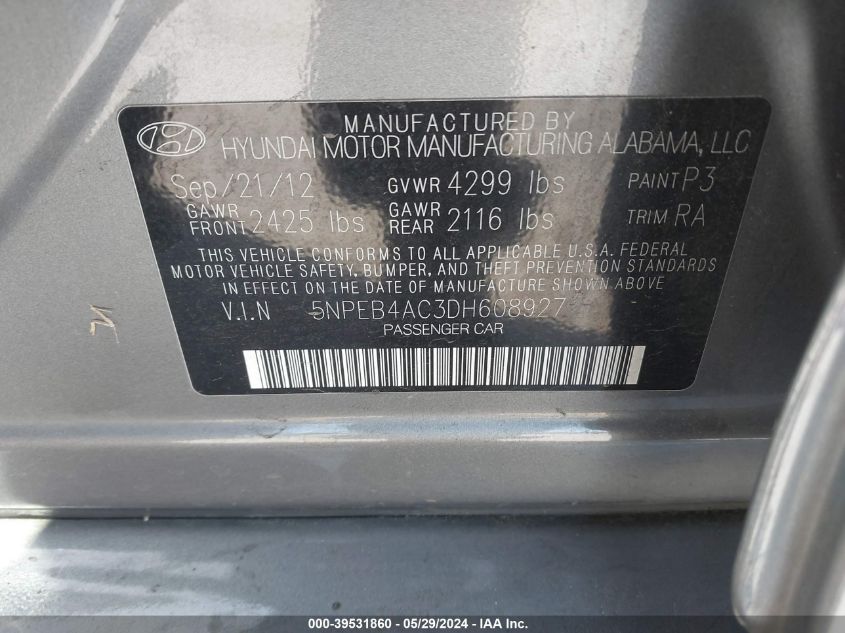 MANUFACTURED BY
HYUNDAI MOTOR MANUFACTURING ALABAMA, LLC
Sep/21/12 GVWR 4299 lbs PAINT P3
GAWR FRONT 2425 lbs GAWR REAR 2116 lbs TRIM RA
THIS VEHICLE CONFORMS TO ALL APPLICABLE U.S.A. FEDERAL
MOTOR VEHICLE SAFETY, BUMPER, AND THEFT PREVENTION STANDARDS
IN EFFECT ON THE DATE OF MANUFACTURE SHOWN ABOVE
V.I.N 5NPEB4AC3DH608927
PASSENGER CAR
000-39531860 | 05/29/2024 | IAA Inc.